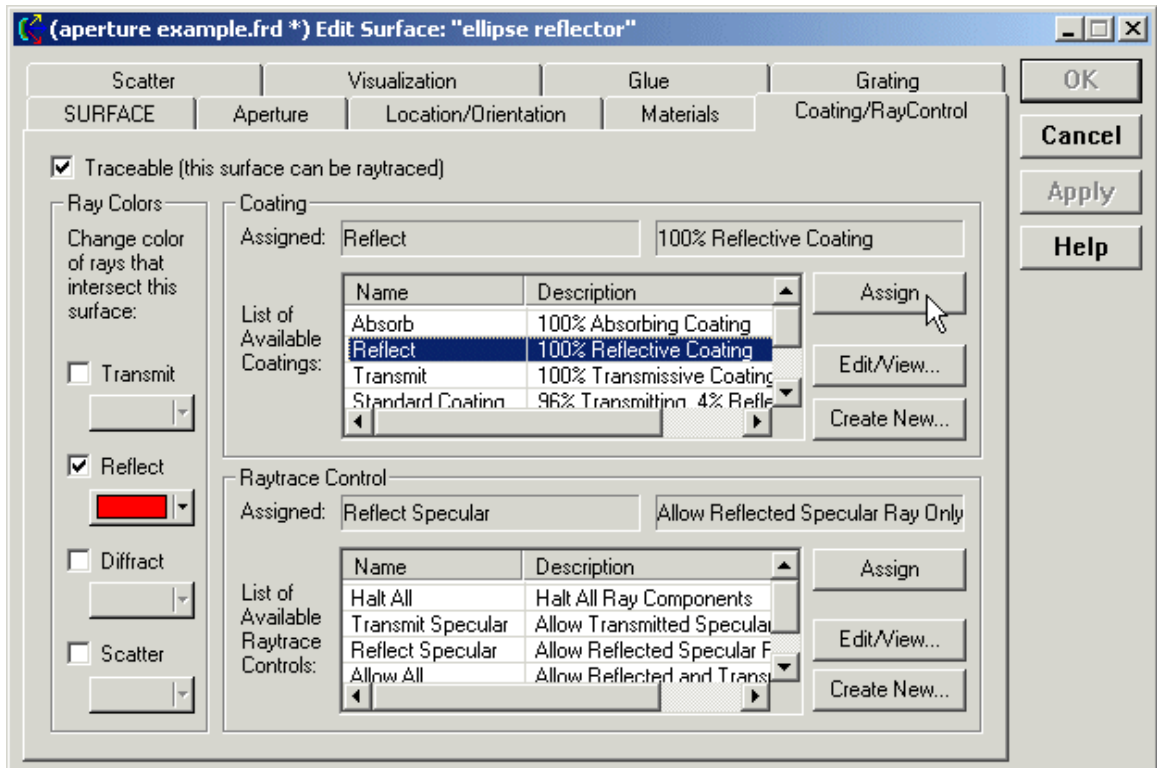 (aperture example.frd *) Edit Surface: "ellipse reflector"
Scatter Visualization Glue Grating
SURFACE Aperture Location/Orientation Materials Coating/RayControl
OK
Cancel
Apply
Help
Traceable (this surface can be raytraced)
Ray Colors
Change color
of rays that
intersect this
surface:
Transmit
Reflect
Diffract
Scatter
Coating
Assigned: Reflect 100% Reflective Coating
List of
Available
Coatings:
Name Description
Absorb 100% Absorbing Coating
Reflect 100% Reflective Coating
Transmit 100% Transmissive Coating
Standard Coating 96% Transmitting, 4% Refle
Assign
Edit/View...
Create New...
Raytrace Control
Assigned: Reflect Specular Allow Reflected Specular Ray Only
List of
Available
Raytrace
Controls:
Name Description
Halt All Halt All Ray Components
Transmit Specular Allow Transmitted Specular
Reflect Specular Allow Reflected Specular R
Allow All Allow Reflected and Transm
Assign
Edit/View...
Create New...